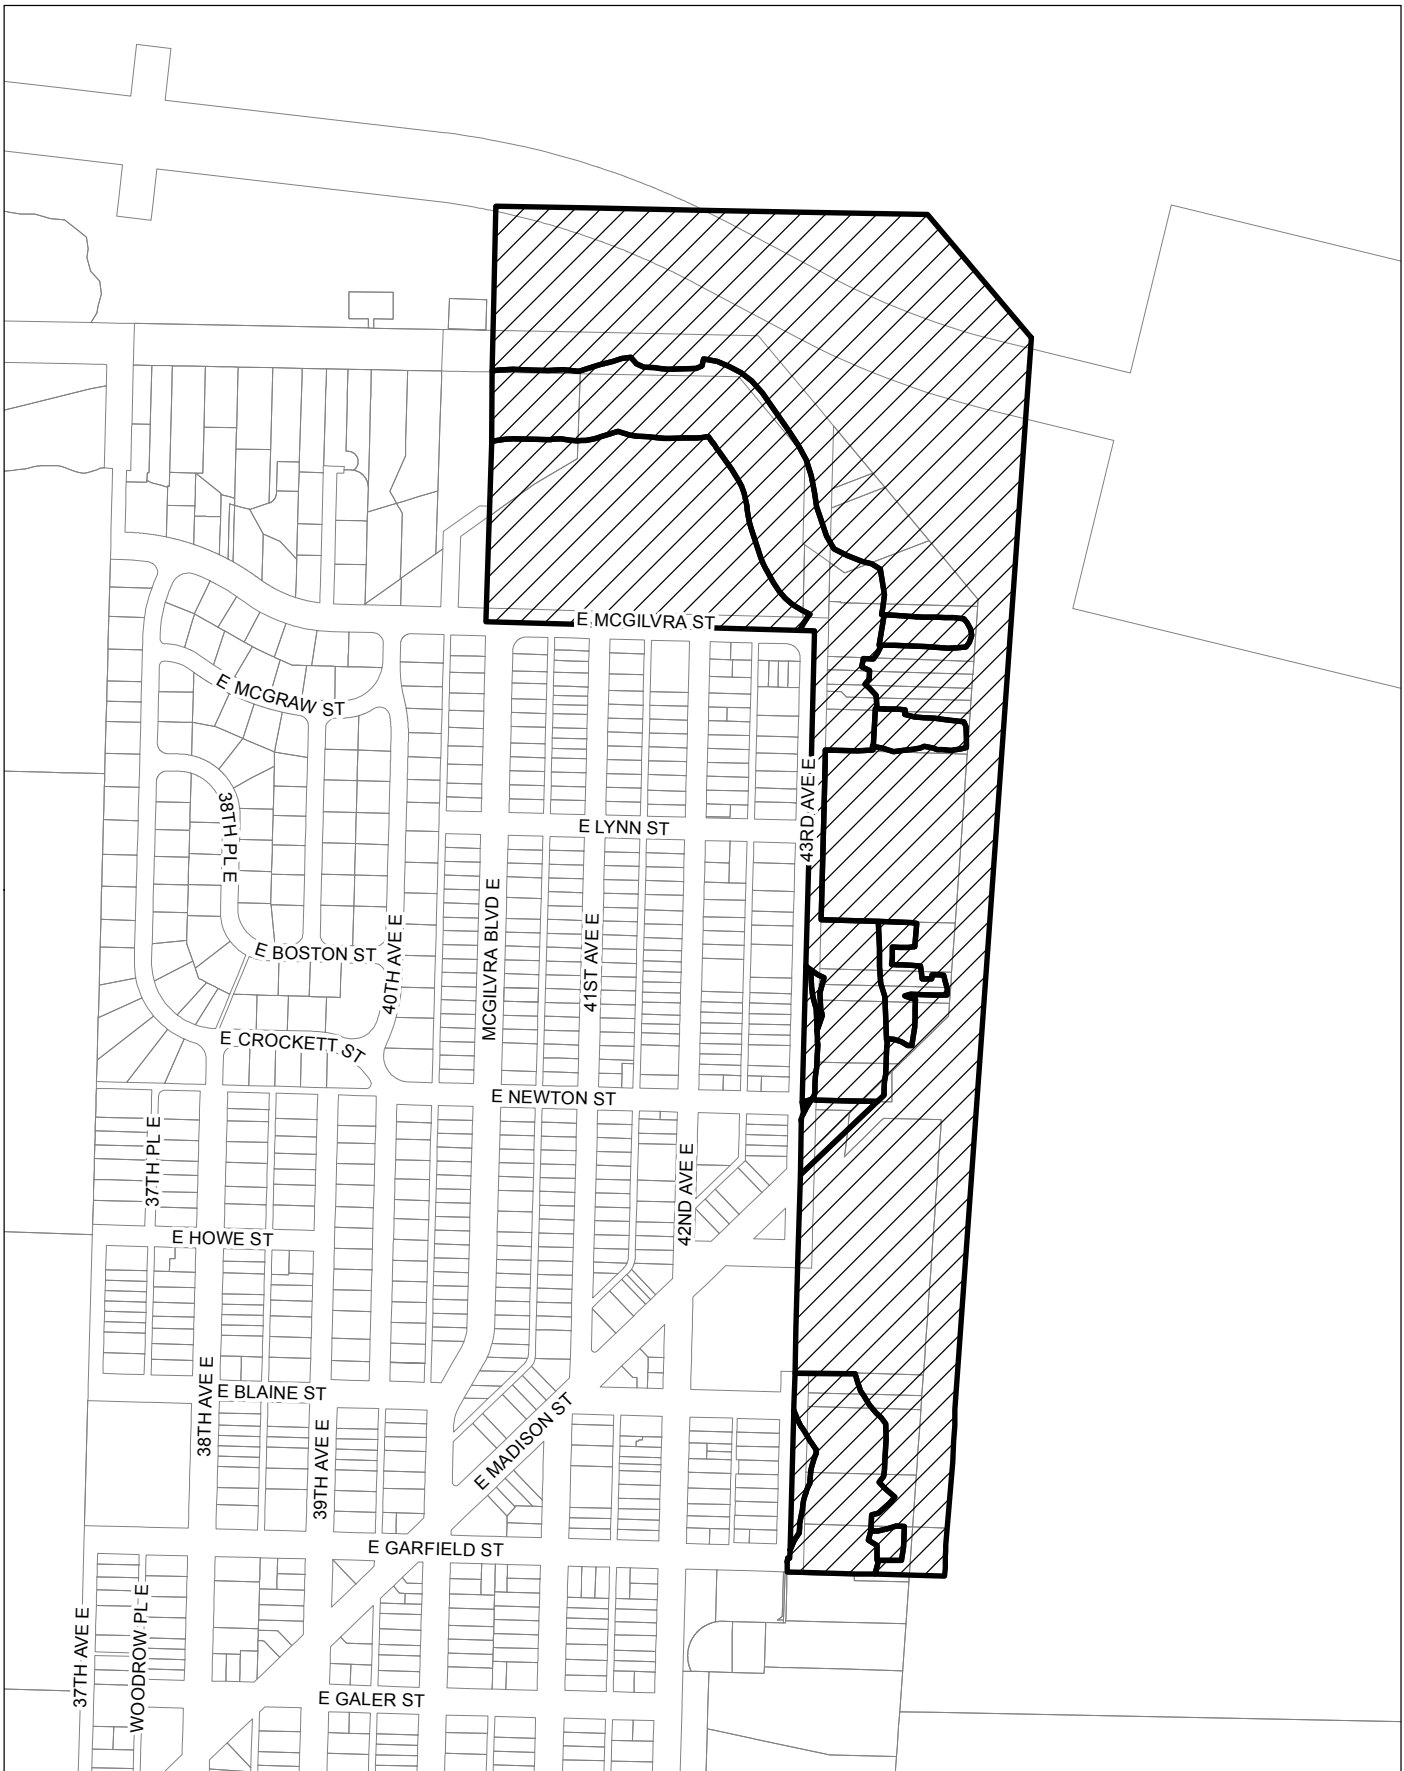 E MCGILVRA ST
E MCGRAW ST
38TH PL E
43RD AVE E
E LYNN ST
MCGILVRA BLVD E
41ST AVE E
40TH AVE E
E BOSTON ST
E CROCKETT ST
E NEWTON ST
37TH PL E
42ND AVE E
E HOWE ST
38TH AVE E
E BLAINE ST
39TH AVE E
E MADISON ST
E GARFIELD ST
37TH AVE E
WOODROW PL E
E GALER ST